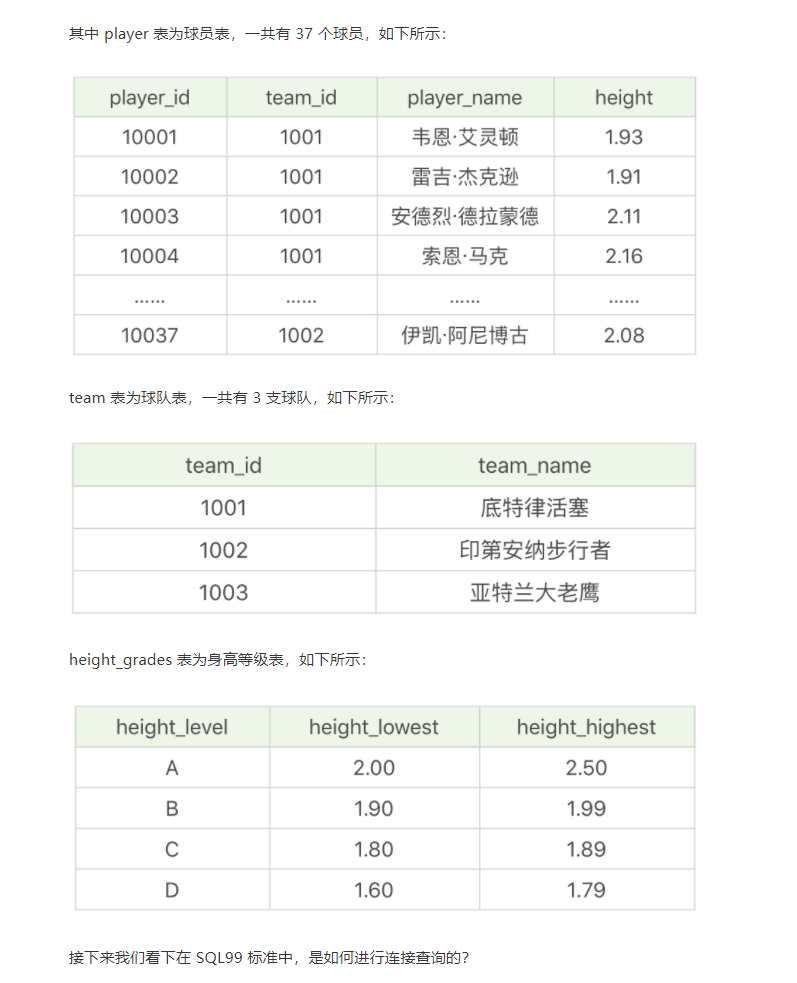 其中 player 表为球员表，一共有 37 个球员，如下所示：
player_id team_id player_name height
10001 1001 韦恩·艾灵顿 1.93
10002 1001 雷吉·杰克逊 1.91
10003 1001 安德烈·德拉蒙德 2.11
10004 1001 索恩·马克 2.16
…… …… …… ……
10037 1002 伊凯·阿尼博古 2.08
team 表为球队表，一共有 3 支球队，如下所示：
team_id team_name
1001 底特律活塞
1002 印第安纳步行者
1003 亚特兰大老鹰
height_grades 表为身高等级表，如下所示：
height_level height_lowest height_highest
A 2.00 2.50
B 1.90 1.99
C 1.80 1.89
D 1.60 1.79
接下来我们看下在 SQL99 标准中，是如何进行连接查询的？